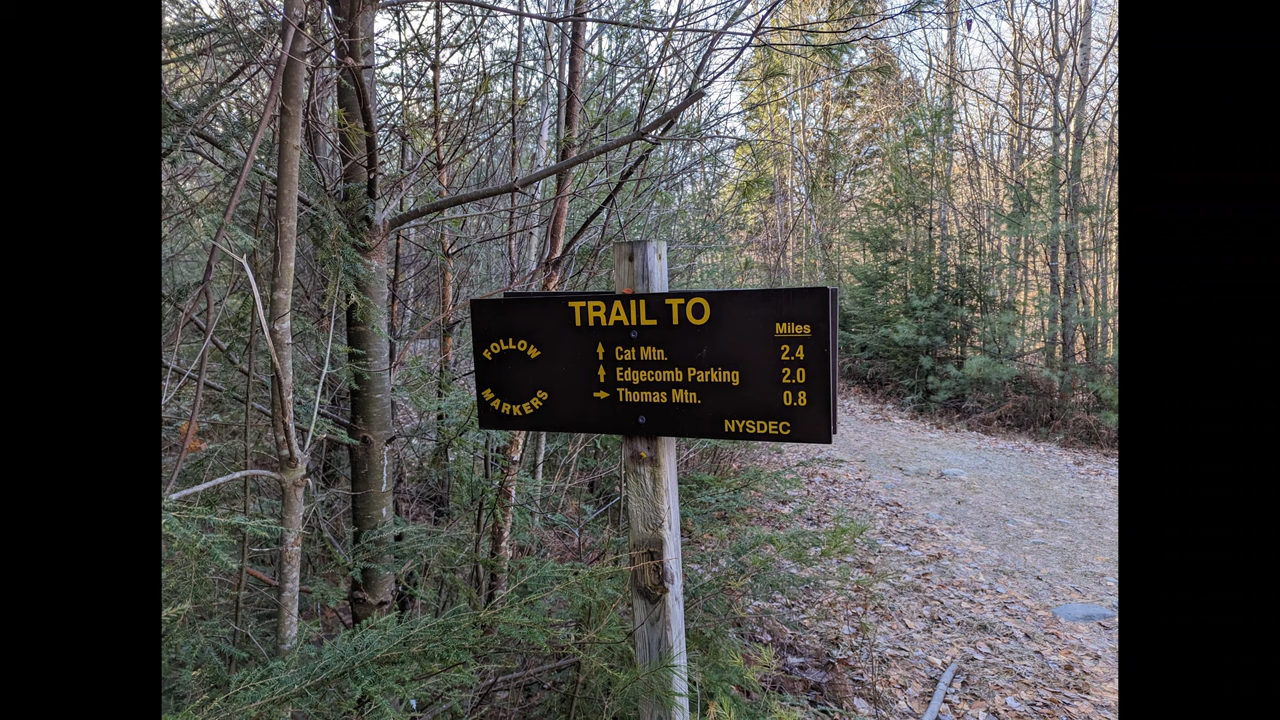 TRAIL TO
Miles
FOLLOW
MARKERS
↑ Cat Mtn. 2.4
↑ Edgecomb Parking 2.0
→ Thomas Mtn. 0.8
NYSDEC